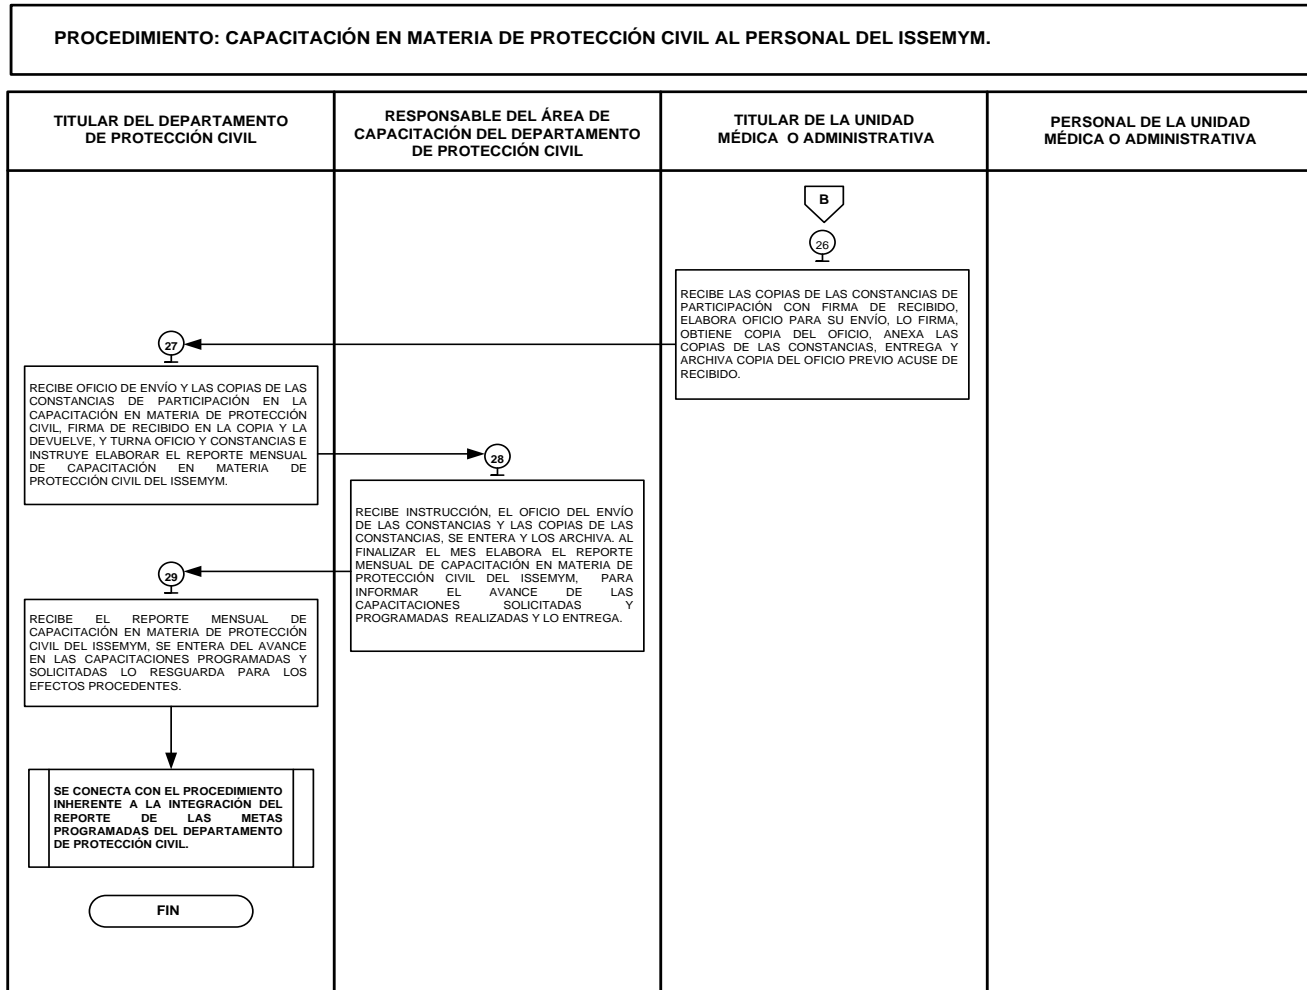 PROCEDIMIENTO: CAPACITACIÓN EN MATERIA DE PROTECCIÓN CIVIL AL PERSONAL DEL ISSEMYM.
TITULAR DEL DEPARTAMENTO
DE PROTECCIÓN CIVIL
RESPONSABLE DEL ÁREA DE
CAPACITACIÓN DEL DEPARTAMENTO
DE PROTECCIÓN CIVIL
TITULAR DE LA UNIDAD
MÉDICA O ADMINISTRATIVA
PERSONAL DE LA UNIDAD
MÉDICA O ADMINISTRATIVA
B
26
RECIBE LAS COPIAS DE LAS CONSTANCIAS DE
PARTICIPACIÓN CON FIRMA DE RECIBIDO,
ELABORA OFICIO PARA SU ENVÍO, LO FIRMA,
OBTIENE COPIA DEL OFICIO, ANEXA LAS
COPIAS DE LAS CONSTANCIAS, ENTREGA Y
ARCHIVA COPIA DEL OFICIO PREVIO ACUSE DE
RECIBIDO.
27
RECIBE OFICIO DE ENVÍO Y LAS COPIAS DE LAS
CONSTANCIAS DE PARTICIPACIÓN EN LA
CAPACITACIÓN EN MATERIA DE PROTECCIÓN
CIVIL, FIRMA DE RECIBIDO EN LA COPIA Y LA
DEVUELVE, Y TURNA OFICIO Y CONSTANCIAS E
INSTRUYE ELABORAR EL REPORTE MENSUAL
DE CAPACITACIÓN EN MATERIA DE
PROTECCIÓN CIVIL DEL ISSEMYM.
28
RECIBE INSTRUCCIÓN, EL OFICIO DEL ENVÍO
DE LAS CONSTANCIAS Y LAS COPIAS DE LAS
CONSTANCIAS, SE ENTERA Y LOS ARCHIVA. AL
FINALIZAR EL MES ELABORA EL REPORTE
MENSUAL DE CAPACITACIÓN EN MATERIA DE
PROTECCIÓN CIVIL DEL ISSEMYM, PARA
INFORMAR EL AVANCE DE LAS
CAPACITACIONES SOLICITADAS Y
PROGRAMADAS REALIZADAS Y LO ENTREGA.
29
RECIBE EL REPORTE MENSUAL DE
CAPACITACIÓN EN MATERIA DE PROTECCIÓN
CIVIL DEL ISSEMYM, SE ENTERA DEL AVANCE
EN LAS CAPACITACIONES PROGRAMADAS Y
SOLICITADAS LO RESGUARDA PARA LOS
EFECTOS PROCEDENTES.
SE CONECTA CON EL PROCEDIMIENTO
INHERENTE A LA INTEGRACIÓN DEL
REPORTE DE LAS METAS
PROGRAMADAS DEL DEPARTAMENTO
DE PROTECCIÓN CIVIL.
FIN